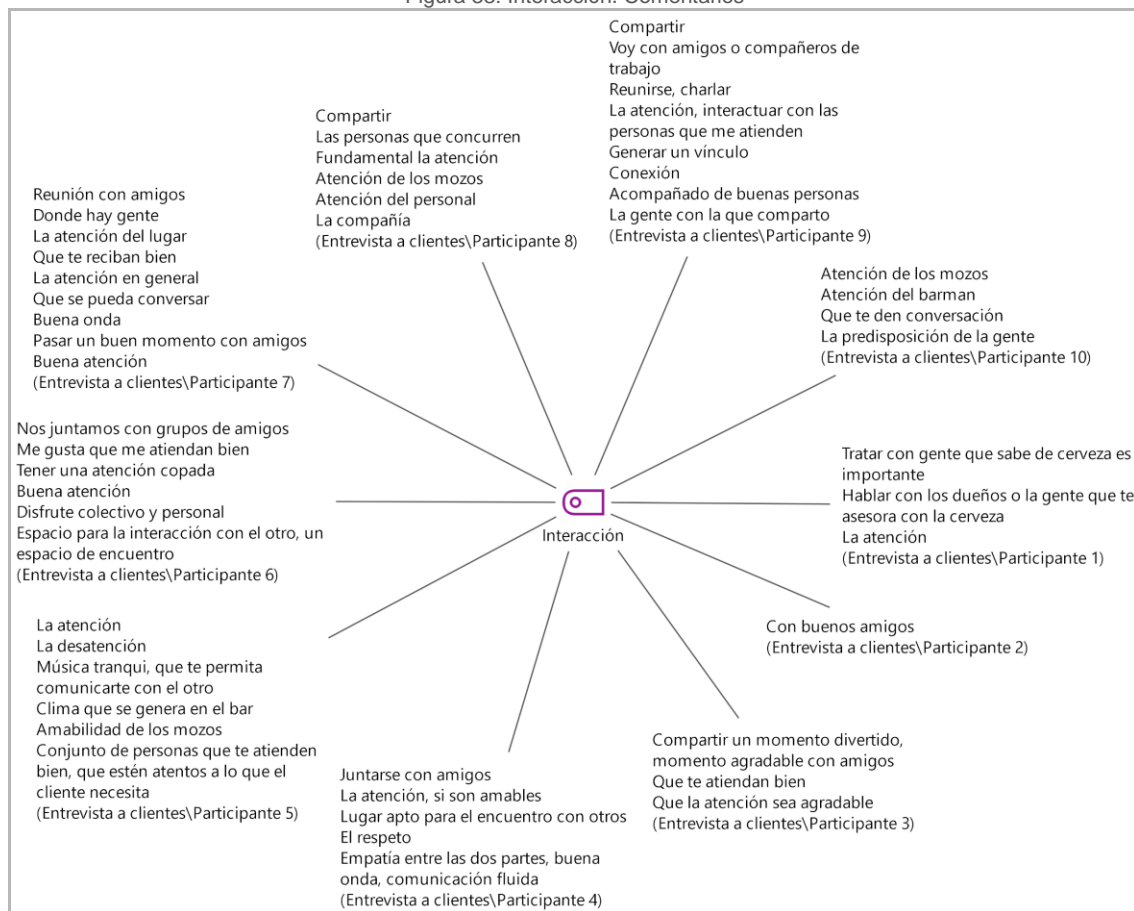 Compartir
Voy con amigos o compañeros de
trabajo
Reunirse, charlar
La atención, interactuar con las
personas que me atienden
Generar un vínculo
Conexión
Acompañado de buenas personas
La gente con la que comparto
(Entrevista a clientes\Participante 9)
Compartir
Las personas que concurren
Fundamental la atención
Atención de los mozos
Atención del personal
La compañía
(Entrevista a clientes\Participante 8)
Reunión con amigos
Donde hay gente
La atención del lugar
Que te reciban bien
La atención en general
Que se pueda conversar
Buena onda
Pasar un buen momento con amigos
Buena atención
(Entrevista a clientes\Participante 7)
Atención de los mozos
Atención del barman
Que te den conversación
La predisposición de la gente
(Entrevista a clientes\Participante 10)
Nos juntamos con grupos de amigos
Me gusta que me atiendan bien
Tener una atención copada
Buena atención
Disfrute colectivo y personal
Espacio para la interacción con el otro, un
espacio de encuentro
(Entrevista a clientes\Participante 6)
Interacción
Tratar con gente que sabe de cerveza es
importante
Hablar con los dueños o la gente que te
asesora con la cerveza
La atención
(Entrevista a clientes\Participante 1)
La atención
La desatención
Música tranqui, que te permita
comunicarte con el otro
Clima que se genera en el bar
Amabilidad de los mozos
Conjunto de personas que te atienden
bien, que estén atentos a lo que el
cliente necesita
(Entrevista a clientes\Participante 5)
Con buenos amigos
(Entrevista a clientes\Participante 2)
Juntarse con amigos
La atención, si son amables
Lugar apto para el encuentro con otros
El respeto
Empatía entre las dos partes, buena
onda, comunicación fluida
(Entrevista a clientes\Participante 4)
Compartir un momento divertido,
momento agradable con amigos
Que te atiendan bien
Que la atención sea agradable
(Entrevista a clientes\Participante 3)